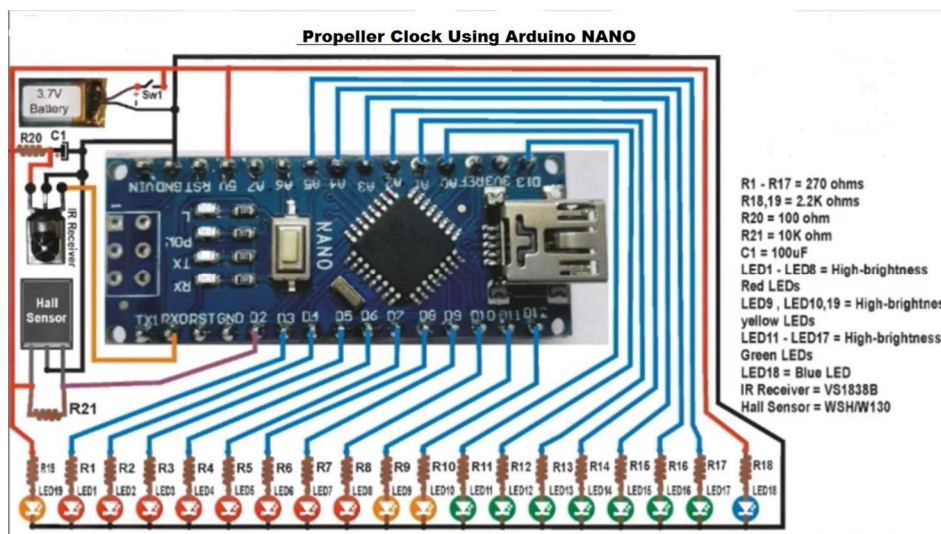 Propeller Clock Using Arduino NANO
3.7V
Battery
Sw1
R20
C1
IR Receiver
Hall
Sensor
R21
VIN GND RST 5V A7 A6 A5 A4 A3 A2 A1 A0 REF 3V3 D13
L
POW
TX
RX
NANO
TX1 RX0 RST GND D2 D3 D4 D5 D6 D7 D8 D9 D10 D11 D12
R1 - R17 = 270 ohms
R18,19 = 2.2K ohms
R20 = 100 ohm
R21 = 10K ohm
C1 = 100uF
LED1 - LED8 = High-brightness
Red LEDs
LED9 , LED10,19 = High-brightnes
yellow LEDs
LED11 - LED17 = High-brightness
Green LEDs
LED18 = Blue LED
IR Receiver = VS1838B
Hall Sensor = WSH/W130
R19 R1 R2 R3 R4 R5 R6 R7 R8 R9 R10 R11 R12 R13 R14 R15 R16 R17 R18
LED19 LED1 LED2 LED3 LED4 LED5 LED6 LED7 LED8 LED9 LED10 LED11 LED12 LED13 LED14 LED15 LED16 LED17 LED18